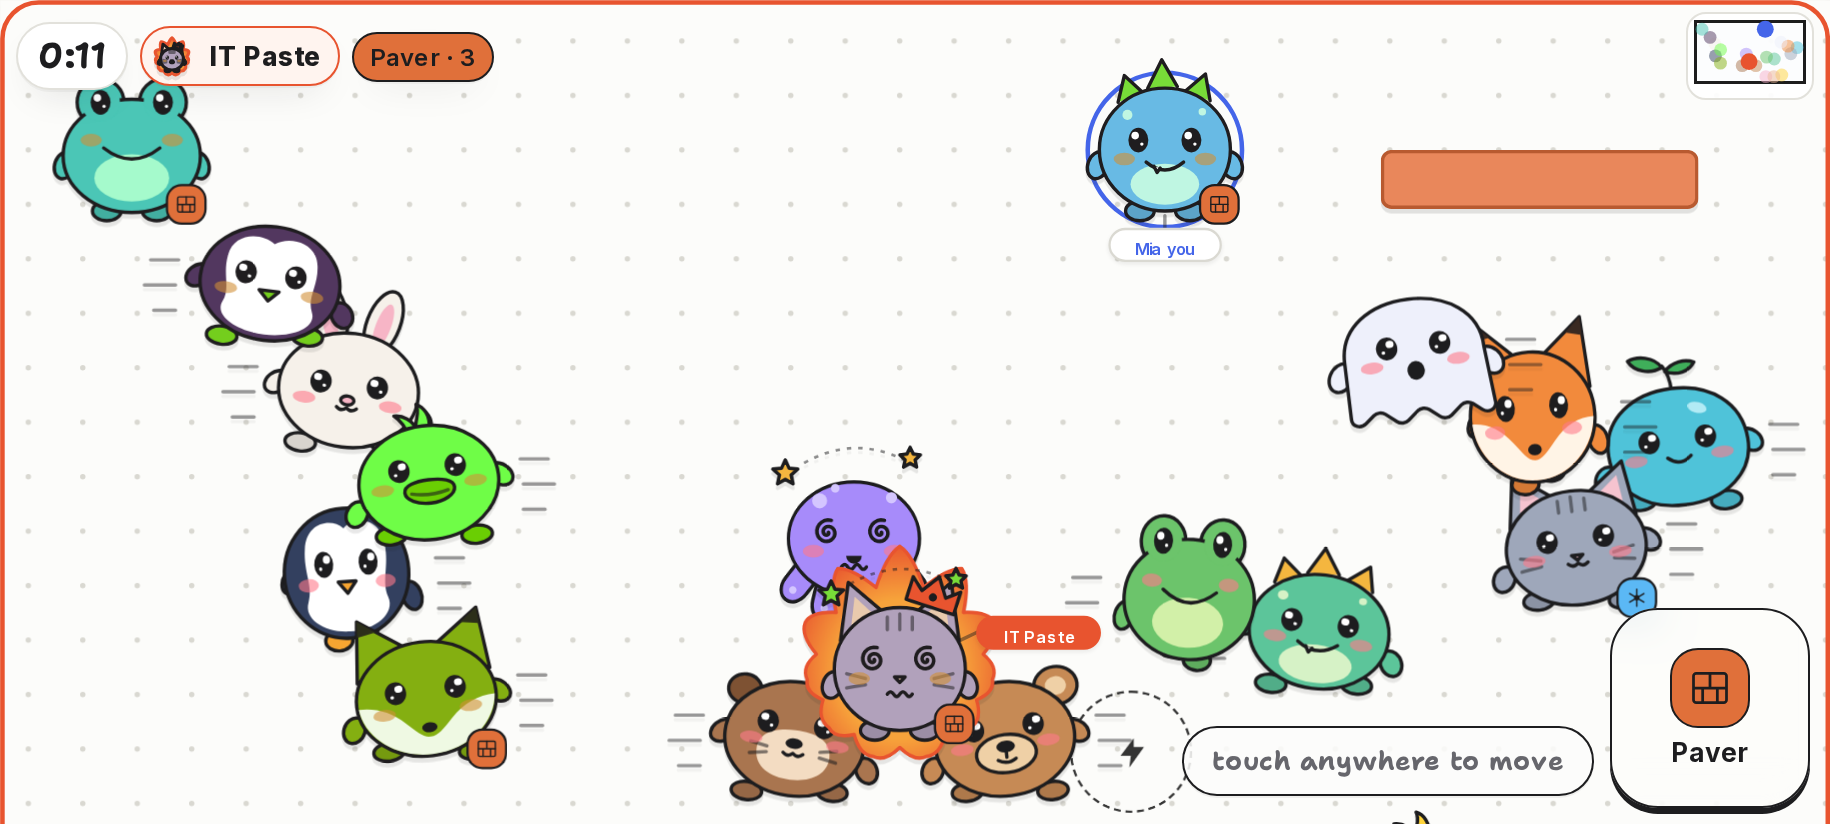 0:11
IT Paste
Paver · 3
Mia you
IT Paste
touch anywhere to move
Paver